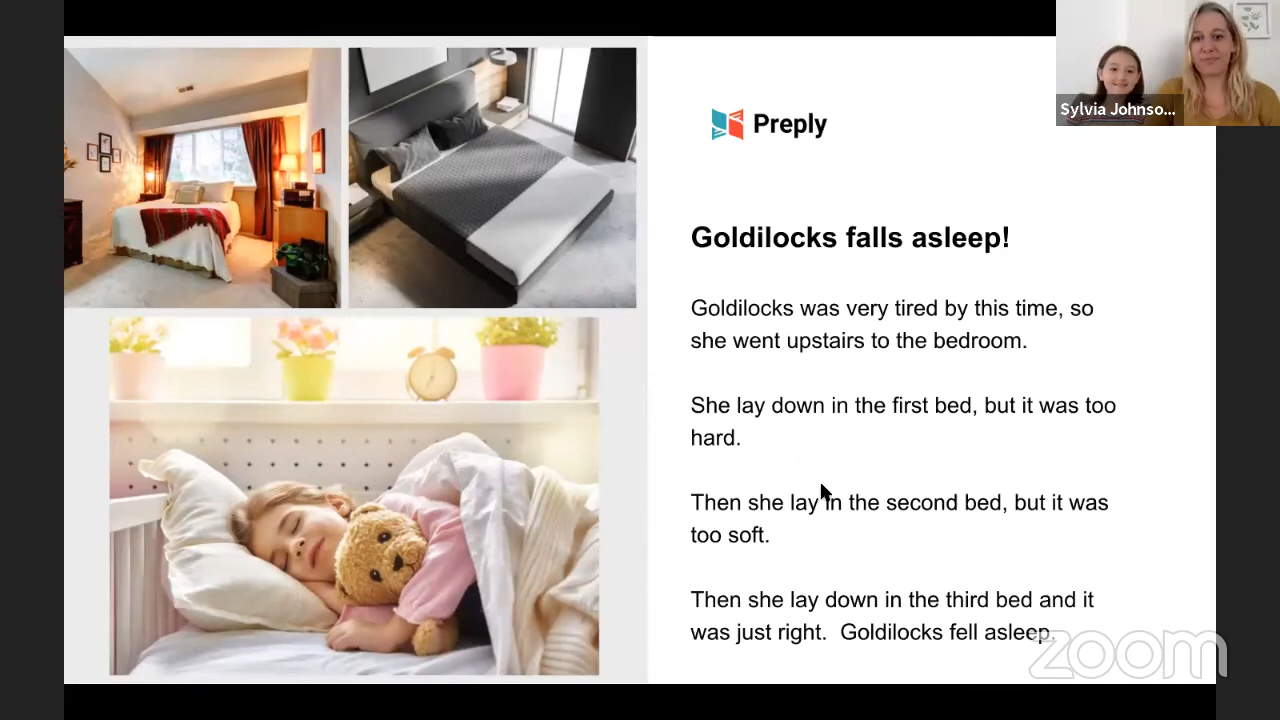 Sylvia Johnso...
Preply
Goldilocks falls asleep!
Goldilocks was very tired by this time, so
she went upstairs to the bedroom.
She lay down in the first bed, but it was too
hard.
Then she lay in the second bed, but it was
too soft.
Then she lay down in the third bed and it
was just right.  Goldilocks fell asleep.
zoom